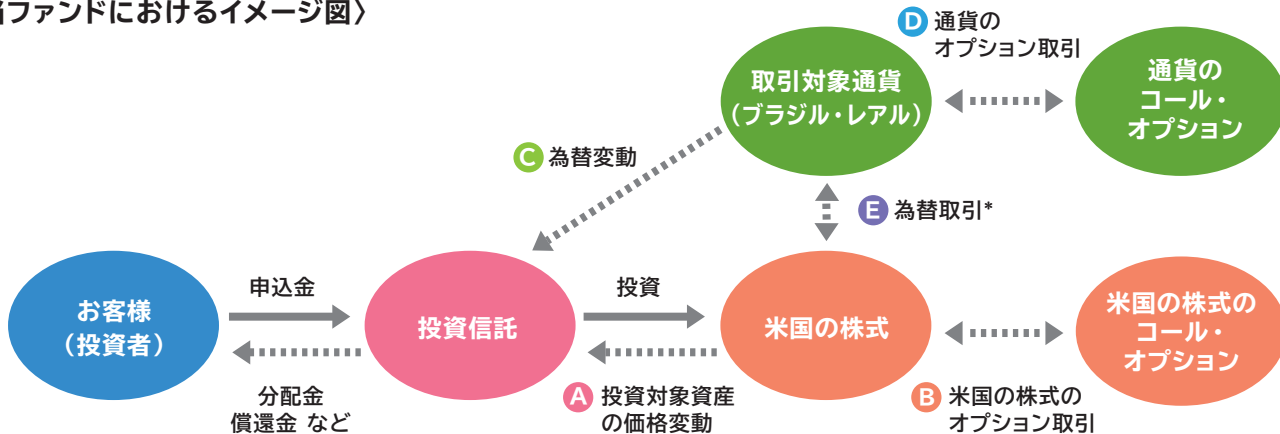 当ファンドにおけるイメージ図〉
D 通貨の
オプション取引
取引対象通貨
（ブラジル・レアル）
通貨の
コール・
オプション
C 為替変動
E 為替取引*
お客様
（投資者）
申込金
分配金
償還金 など
投資信託
投資
A 投資対象資産
の価格変動
米国の株式
B 米国の株式の
オプション取引
米国の株式の
コール・
オプション